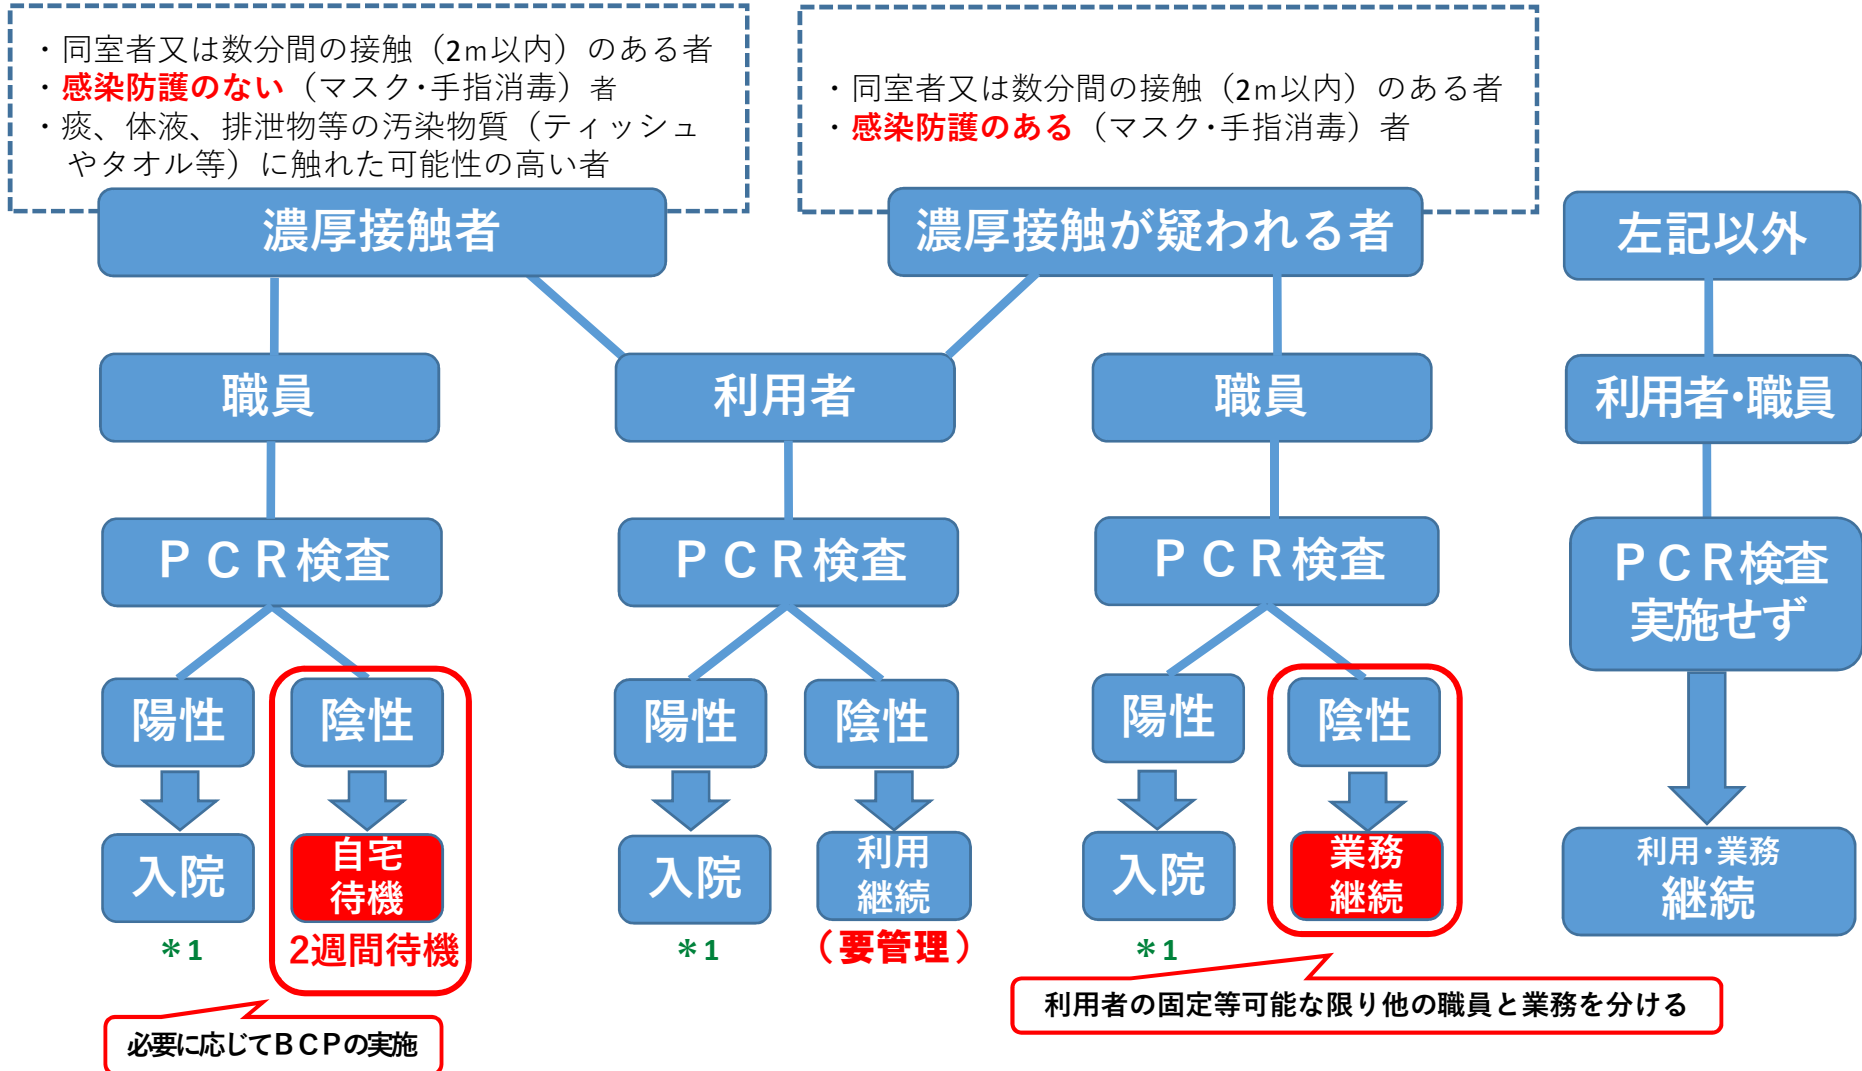 ・同室者又は数分間の接触（2ｍ以内）のある者
・感染防護のない（マスク・手指消毒）者
・痰、体液、排泄物等の汚染物質（ティッシュ
やタオル等）に触れた可能性の高い者
・同室者又は数分間の接触（2ｍ以内）のある者
・感染防護のある（マスク・手指消毒）者
濃厚接触者
濃厚接触が疑われる者
左記以外
職員
利用者
職員
利用者・職員
ＰＣＲ検査
ＰＣＲ検査
ＰＣＲ検査
ＰＣＲ検査
実施せず
陽性
陰性
陽性
陰性
陽性
陰性
入院
自宅
待機
入院
利用
継続
入院
業務
継続
利用・業務
継続
＊1
2週間待機
＊1
（要管理）
＊1
利用者の固定等可能な限り他の職員と業務を分ける
必要に応じてＢＣＰの実施